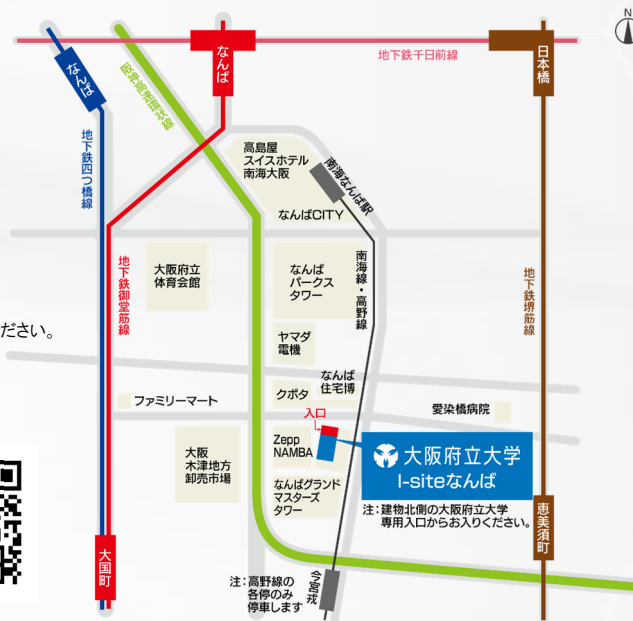 N
なんば
なんば
日本橋
地下鉄千日前線
阪神高速環状線
地下鉄四つ橋線
高島屋
スイスホテル
南海大阪
南海なんば駅
なんばCITY
地下鉄御堂筋線
大阪府立
体育会館
なんば
パークス
タワー
南海線・高野線
地下鉄堺筋線
ださい。
ヤマダ
電機
なんば
住宅博
クボタ
ファミリーマート
入口
愛染橋病院
大阪
木津地方
卸売市場
Zepp
NAMBA
大阪府立大学
I-siteなんば
なんばグランド
マスターズ
タワー
注:建物北側の大阪府立大学
専用入口からお入りください。
恵美須町
大国町
注:高野線の
各停のみ
停車します
今宮戎